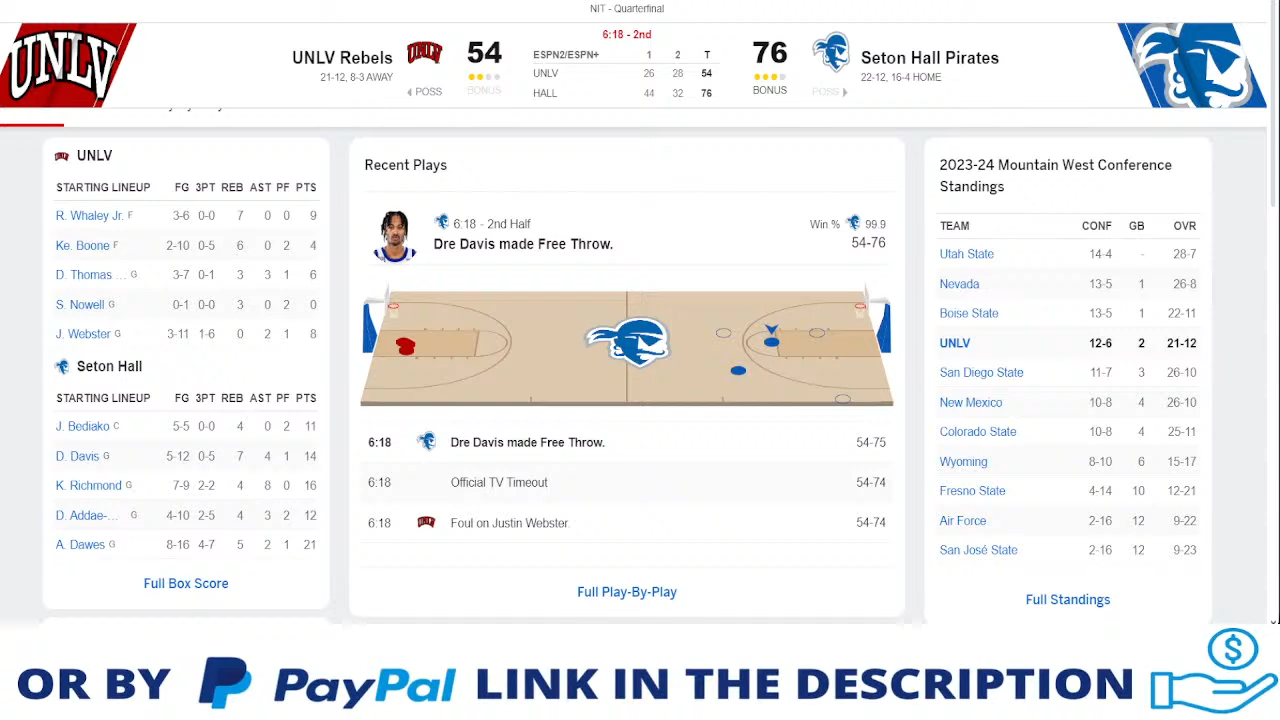 NIT - Quarterfinal
UNLV
UNLV Rebels
21-12, 8-3 AWAY
UNLV
54
BONUS
POSS
6:18 - 2nd
ESPN2/ESPN+ 1 2 T
UNLV 26 28 54
HALL 44 32 76
76
BONUS
POSS
Seton Hall Pirates
22-12, 16-4 HOME
UNLV
STARTING LINEUP FG 3PT REB AST PF PTS
R. Whaley Jr. F 3-6 0-0 7 0 0 9
Ke. Boone F 2-10 0-5 6 0 2 4
D. Thomas ... G 3-7 0-1 3 3 1 6
S. Nowell G 0-1 0-0 3 0 2 0
J. Webster G 3-11 1-6 0 2 1 8
Seton Hall
STARTING LINEUP FG 3PT REB AST PF PTS
J. Bediako C 5-5 0-0 4 0 2 11
D. Davis G 5-12 0-5 7 4 1 14
K. Richmond G 7-9 2-2 4 8 0 16
D. Addae-... G 4-10 2-5 4 3 2 12
A. Dawes G 8-16 4-7 5 2 1 21
Full Box Score
Recent Plays
6:18 - 2nd Half
Dre Davis made Free Throw.
Win % 99.9
54-76
6:18 Dre Davis made Free Throw. 54-75
6:18 Official TV Timeout 54-74
6:18 UNLV Foul on Justin Webster. 54-74
Full Play-By-Play
2023-24 Mountain West Conference
Standings
TEAM CONF GB OVR
Utah State 14-4 - 28-7
Nevada 13-5 1 26-8
Boise State 13-5 1 22-11
UNLV 12-6 2 21-12
San Diego State 11-7 3 26-10
New Mexico 10-8 4 26-10
Colorado State 10-8 4 25-11
Wyoming 8-10 6 15-17
Fresno State 4-14 10 12-21
Air Force 2-16 12 9-22
San José State 2-16 12 9-23
Full Standings
OR BY PayPal LINK IN THE DESCRIPTION